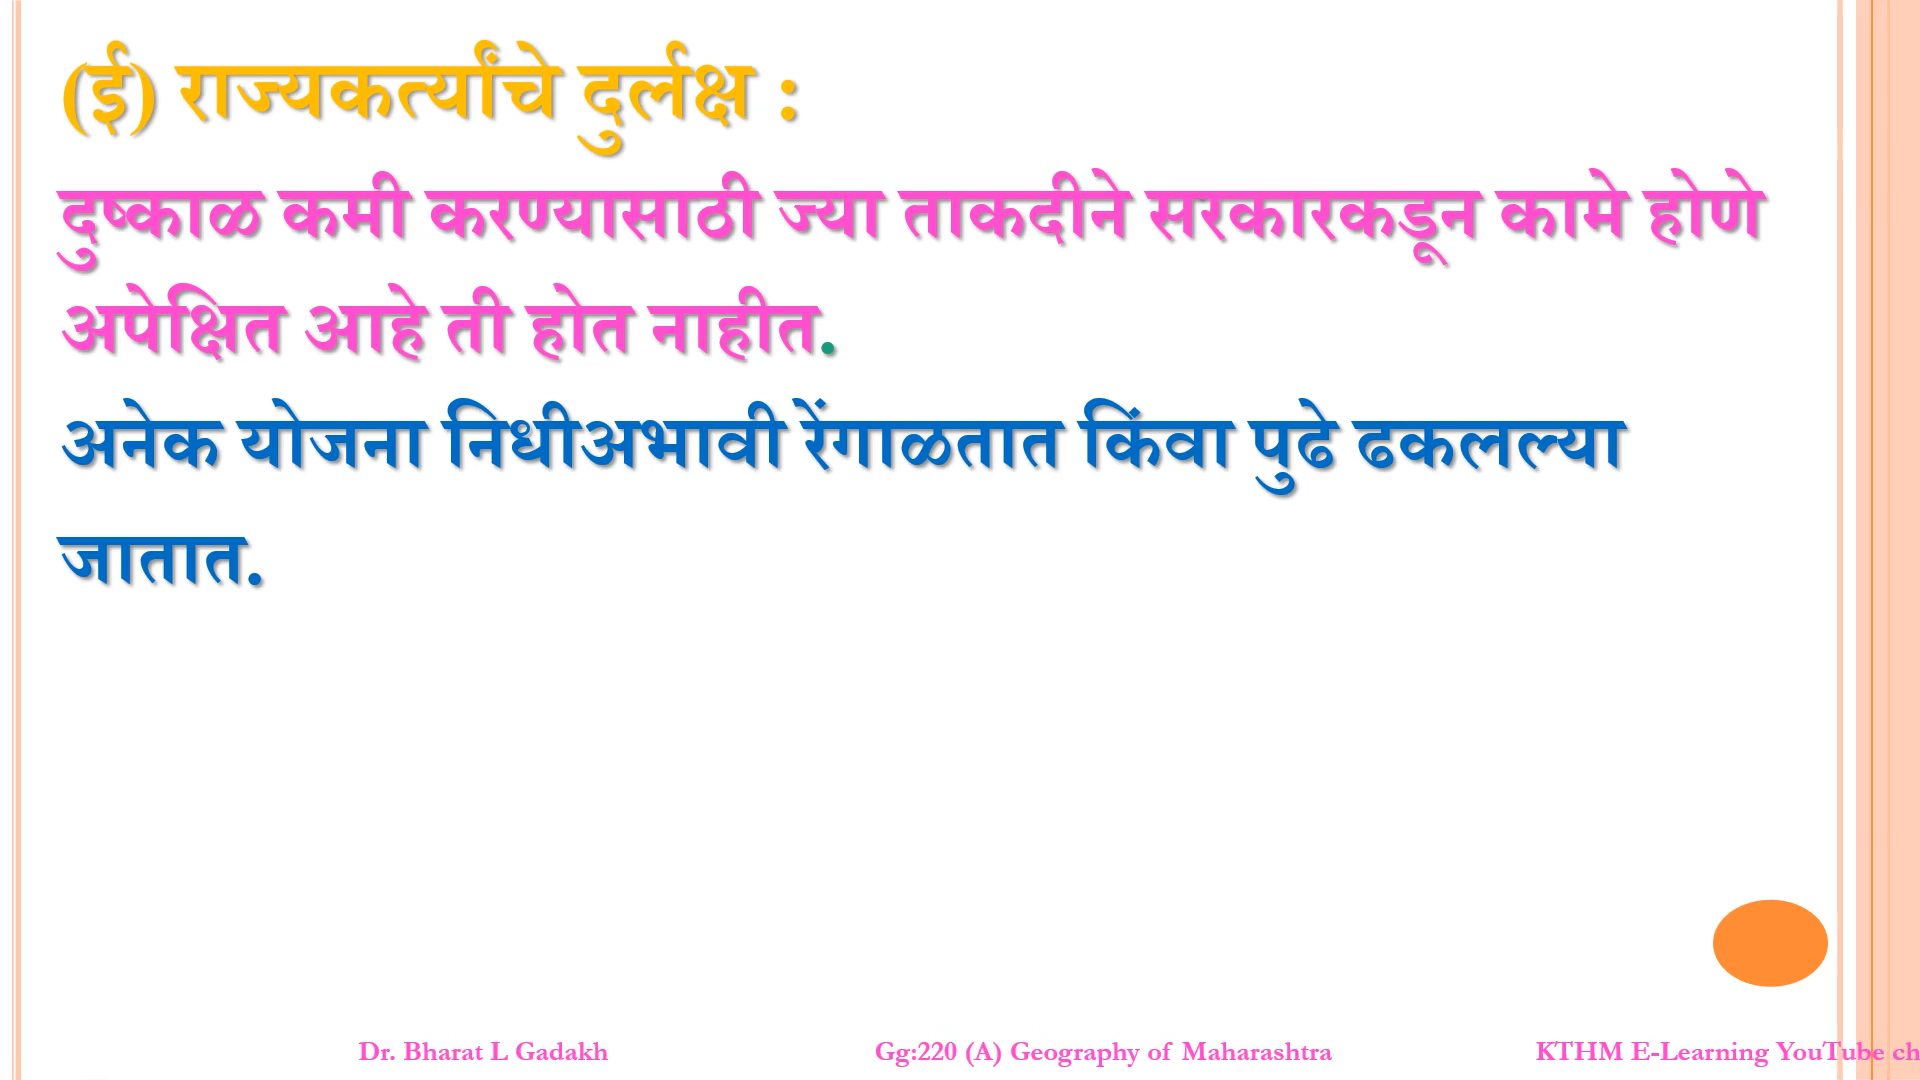 (ई) राज्यकर्त्यांचे दुर्लक्ष :
दुष्काळ कमी करण्यासाठी ज्या ताकदीने सरकारकडून कामे होणे
अपेक्षित आहे ती होत नाहीत.
अनेक योजना निधीअभावी रेंगाळतात किंवा पुढे ढकलल्या
जातात.
Dr. Bharat L Gadakh Gg:220 (A) Geography of Maharashtra KTHM E-Learning YouTube ch